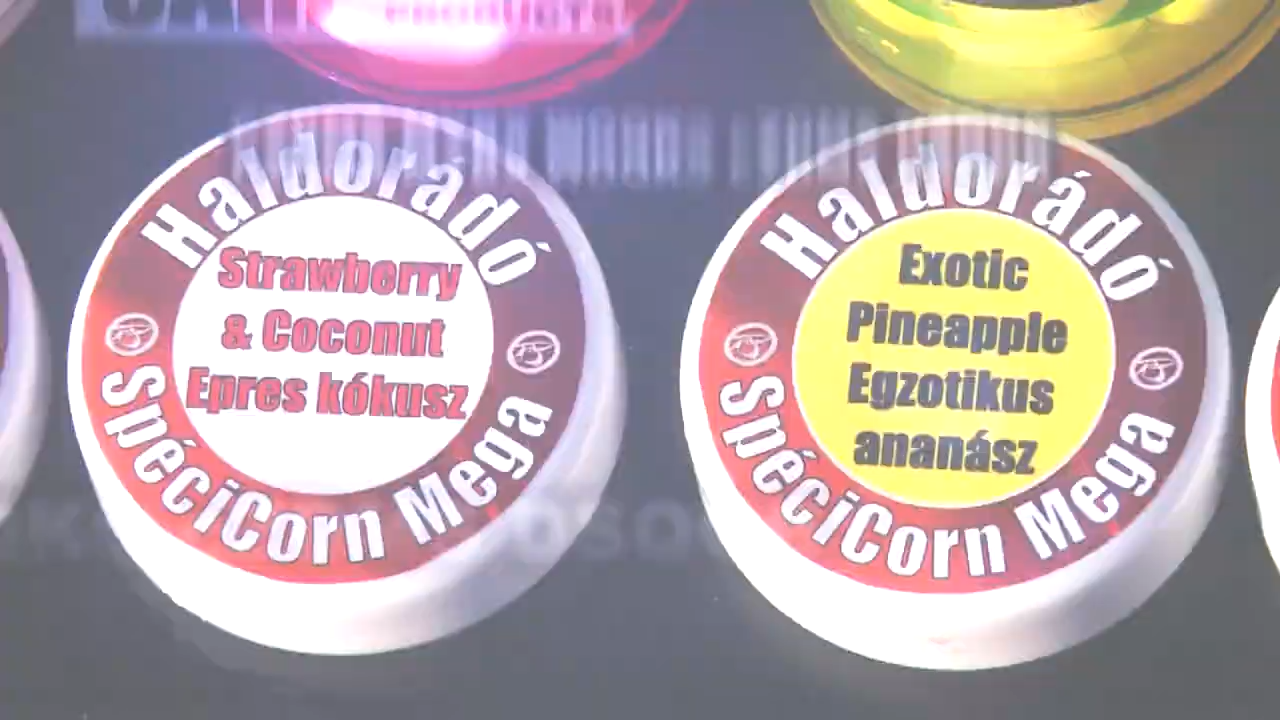 Haldorádó
Strawberry
& Coconut
Epres kókusz
SpéciCorn Mega
Haldorádó
Exotic
Pineapple
Egzotikus
ananász
SpéciCorn Mega